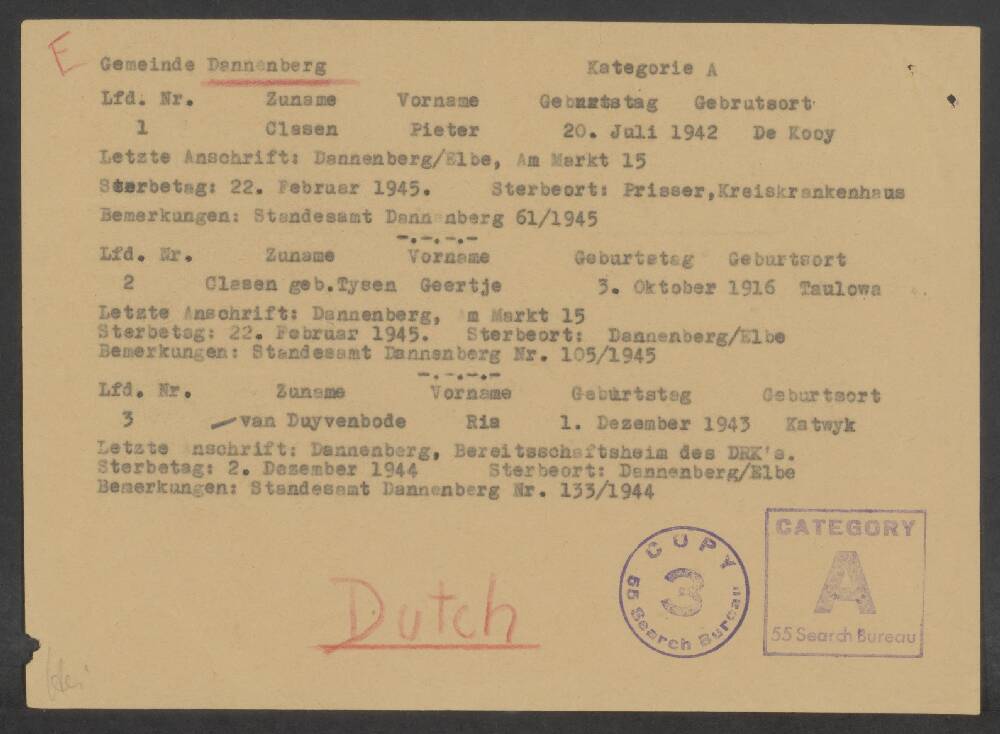 E
Gemeinde Dannenberg Kategorie A
Lfd. Nr. Zuname Vorname Geburtstag Gebrutsort
1 Clasen Pieter 20. Juli 1942 De Kooy
Letzte Anschrift: Dannenberg/Elbe, Am Markt 15
Sterbetag: 22. Februar 1945. Sterbeort: Prisser,Kreiskrankenhaus
Bemerkungen: Standesamt Dannenberg 61/1945
-.-.-.-
Lfd. Nr. Zuname Vorname Geburtstag Geburtsort
2 Clasen geb.Tysen Geertje 3. Oktober 1916 Taulowa
Letzte Anschrift: Dannenberg, Am Markt 15
Sterbetag: 22. Februar 1945. Sterbeort: Dannenberg/Elbe
Bemerkungen: Standesamt Dannenberg Nr. 105/1945
-.-.-.-
Lfd. Nr. Zuname Vorname Geburtstag Geburtsort
3 van Duyvenbode Ria 1. Dezember 1943 Katwyk
Letzte Anschrift: Dannenberg, Bereitsschaftsheim des DRK's.
Sterbetag: 2. Dezember 1944 Sterbeort: Dannenberg/Elbe
Bemerkungen: Standesamt Dannenberg Nr. 133/1944
Dutch
COPY
3
55 Search Bureau
CATEGORY
A
55 Search Bureau